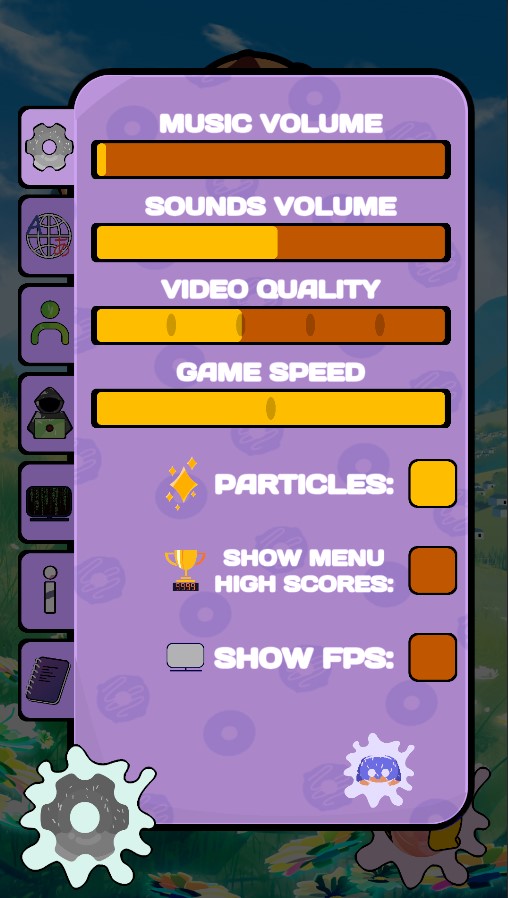 MUSIC VOLUME
SOUNDS VOLUME
VIDEO QUALITY
GAME SPEED
PARTICLES:
SHOW MENU
HIGH SCORES:
SHOW FPS: